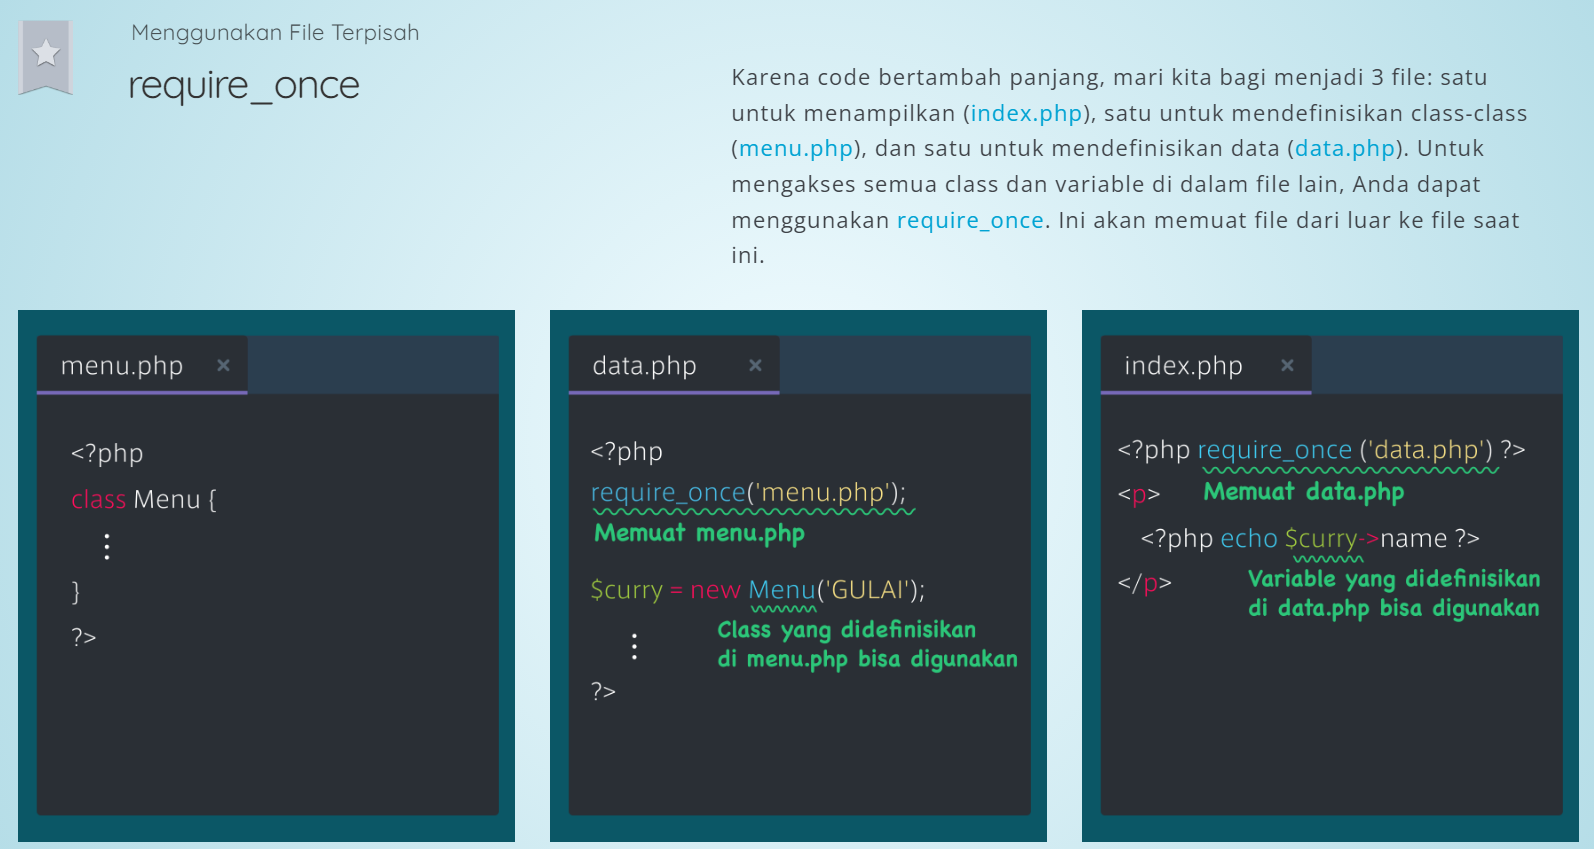 Menggunakan File Terpisah
require_once
Karena code bertambah panjang, mari kita bagi menjadi 3 file: satu
untuk menampilkan (index.php), satu untuk mendefinisikan class-class
(menu.php), dan satu untuk mendefinisikan data (data.php). Untuk
mengakses semua class dan variable di dalam file lain, Anda dapat
menggunakan require_once. Ini akan memuat file dari luar ke file saat
ini.
menu.php ×
<?php
class Menu {
⋮
}
?>
data.php ×
<?php
require_once('menu.php');
Memuat menu.php
$curry = new Menu('GULAI');
Class yang didefinisikan
di menu.php bisa digunakan
⋮
?>
index.php ×
<?php require_once ('data.php') ?>
<p>
Memuat data.php
<?php echo $curry->name ?>
</p>
Variable yang didefinisikan
di data.php bisa digunakan